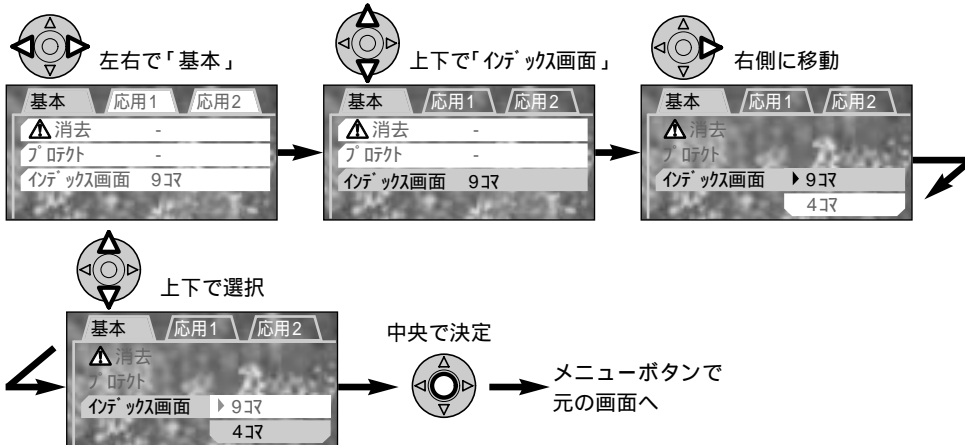 左右で「基本」
基本 応用1 応用2
消去 -
プロテクト -
インデックス画面 9コマ
上下で「インデックス画面」
基本 応用1 応用2
消去 -
プロテクト -
インデックス画面 9コマ
右側に移動
基本 応用1 応用2
消去
プロテクト
インデックス画面 9コマ
4コマ
上下で選択
基本 応用1 応用2
消去
プロテクト
インデックス画面 9コマ
4コマ
中央で決定
メニューボタンで
元の画面へ